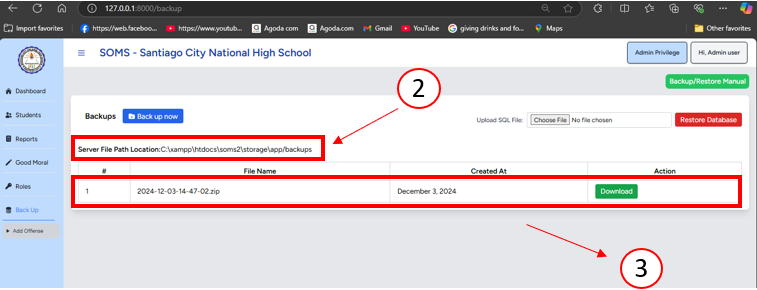 127.0.0.1:8000/backup
Import favorites
https://web.faceboo...
https://www.youtub...
Agoda.com
Agoda.com
Gmail
YouTube
giving drinks and fo...
Maps
Other favorites
SOMS - Santiago City National High School
Admin Privilege
Hi, Admin user
Backup/Restore Manual
Dashboard
Students
Reports
Good Moral
Roles
Back Up
Add Offense
Backups
Back up now
Upload SQL File:
Choose File
No file chosen
Restore Database
2
Server File Path Location:C:\xampp\htdocs\soms2\storage\app/backups
# File Name Created At Action
1 2024-12-03-14-47-02.zip December 3, 2024 Download
3